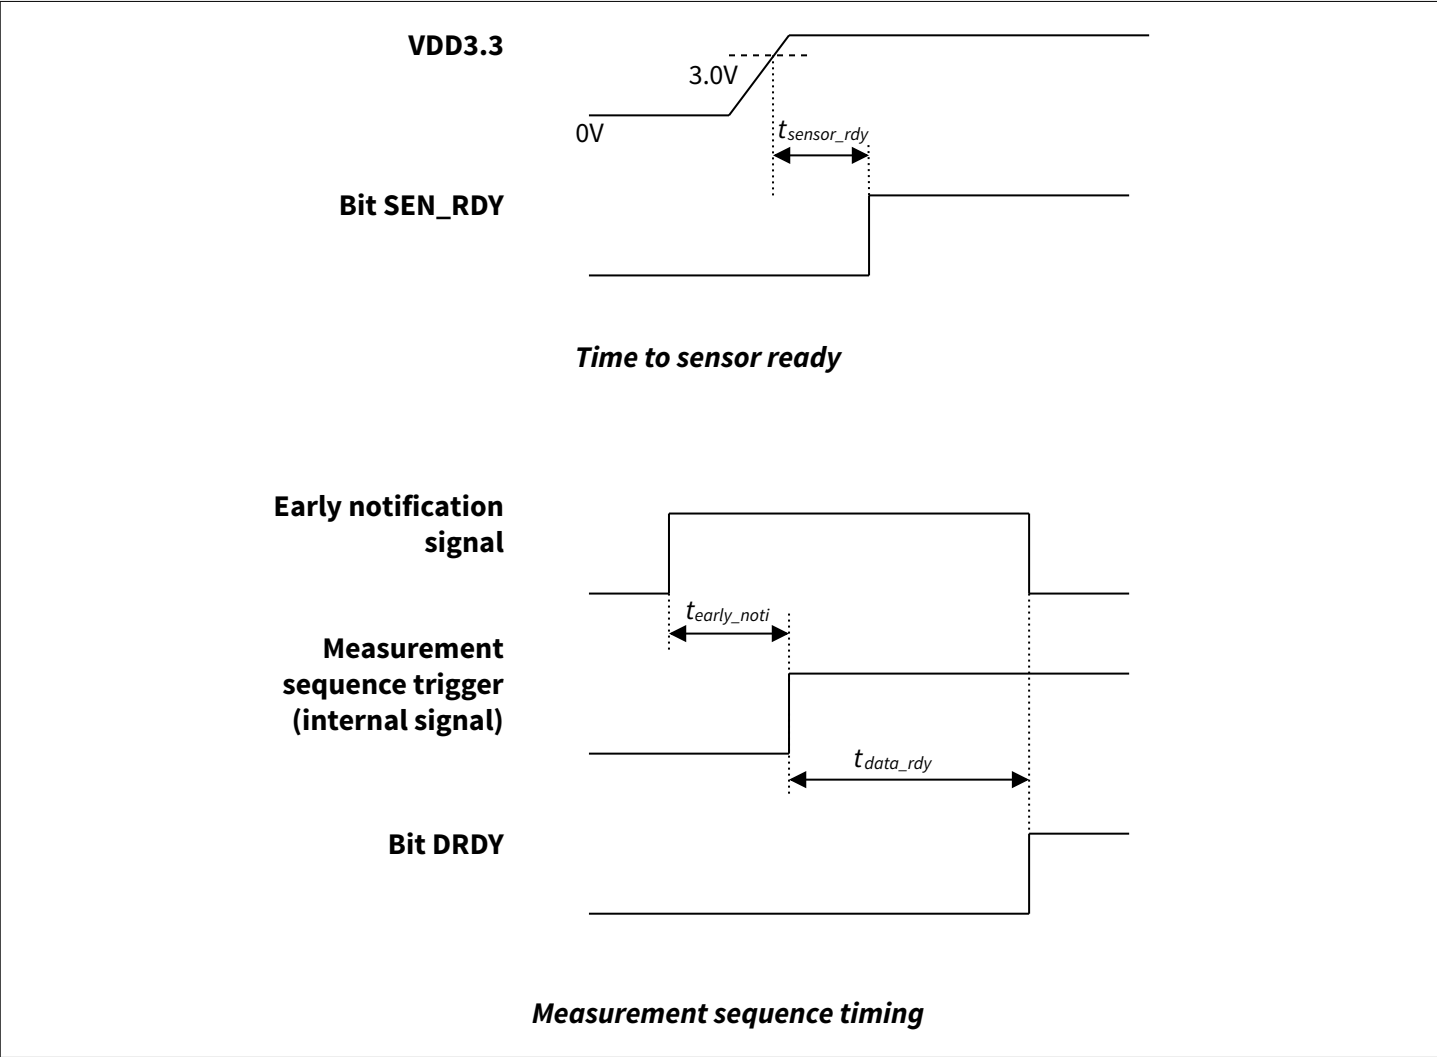 VDD3.3
3.0V
0V
tsensor_rdy
Bit SEN_RDY
Time to sensor ready
Early notification
signal
tearly_noti
Measurement
sequence trigger
(internal signal)
tdata_rdy
Bit DRDY
Measurement sequence timing